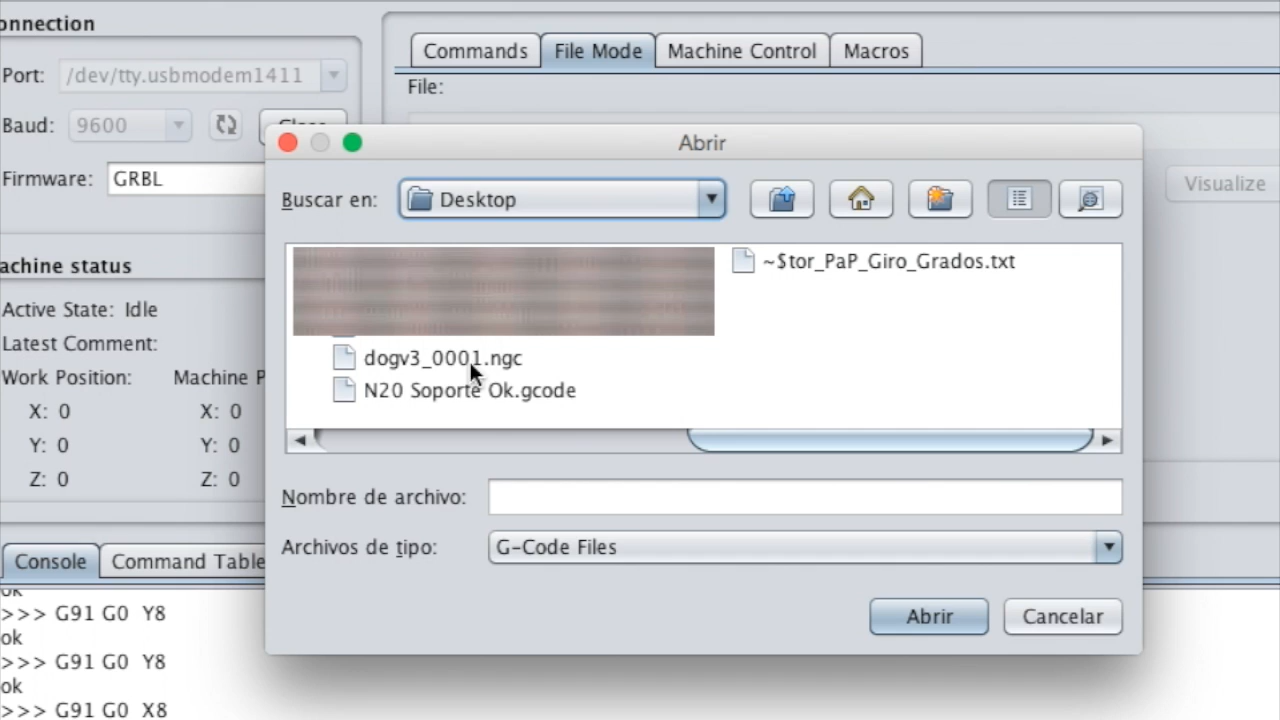 onnection
Port: /dev/tty.usbmodem1411
Baud: 9600
Firmware: GRBL
achine status
Active State: Idle
Latest Comment:
Work Position: Machine P
X: 0 X: 0
Y: 0 Y: 0
Z: 0 Z: 0
Commands File Mode Machine Control Macros
File:
Visualize
Abrir
Buscar en: Desktop
~$tor_PaP_Giro_Grados.txt
dogv3_0001.ngc
N20 Soporte Ok.gcode
Nombre de archivo:
Archivos de tipo: G-Code Files
Abrir Cancelar
Console Command Table
ok
>>> G91 G0 Y8
ok
>>> G91 G0 Y8
ok
>>> G91 G0 X8